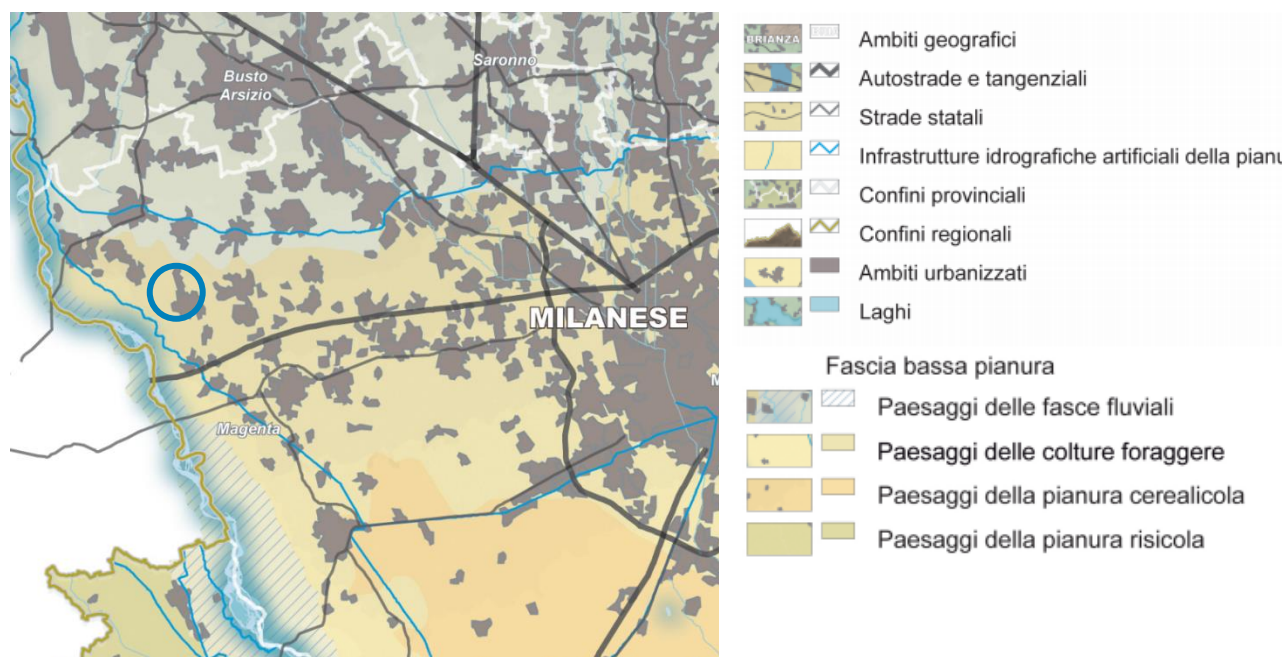 Saronno
Busto
Arsizio
MILANESE
M
Magenta
BRIANZA
Ambiti geografici
Autostrade e tangenziali
Strade statali
Infrastrutture idrografiche artificiali della pianu
Confini provinciali
Confini regionali
Ambiti urbanizzati
Laghi
Fascia bassa pianura
Paesaggi delle fasce fluviali
Paesaggi delle colture foraggere
Paesaggi della pianura cerealicola
Paesaggi della pianura risicola